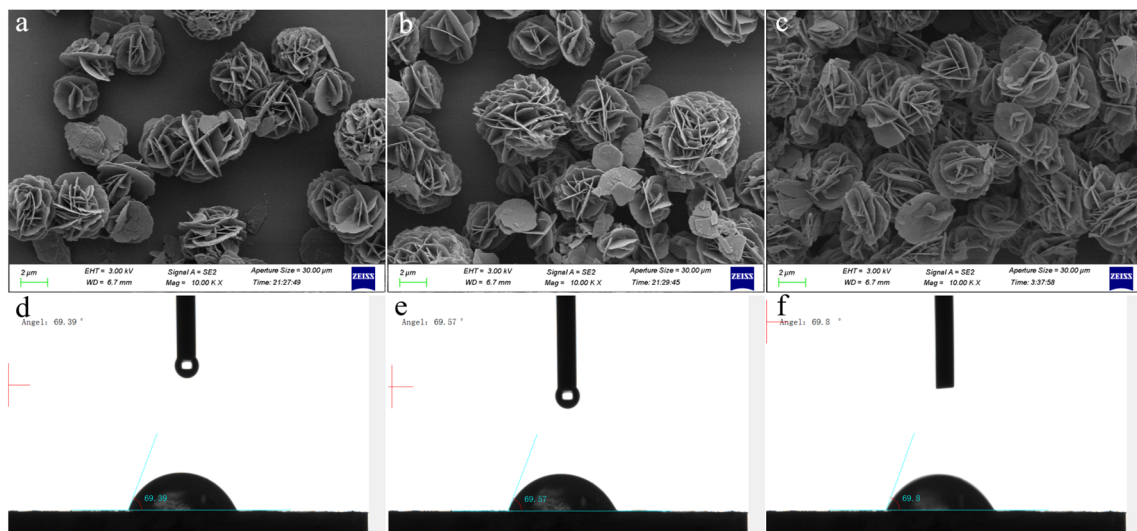 a
2 μm
EHT = 3.00 kV
Signal A = SE2
Aperture Size = 30.00 μm
WD = 6.7 mm
Mag = 10.00 K X
Time: 21:27:49
ZEISS
b
2 μm
EHT = 3.00 kV
Signal A = SE2
Aperture Size = 30.00 μm
WD = 6.7 mm
Mag = 10.00 K X
Time: 21:29:45
ZEISS
c
2 μm
EHT = 3.00 kV
Signal A = SE2
Aperture Size = 30.00 μm
WD = 6.7 mm
Mag = 10.00 K X
Time: 3:37:58
ZEISS
d
Angel: 69.39 °
69.39
e
Angel: 69.57 °
69.57
f
Angel: 69.8 °
69.8